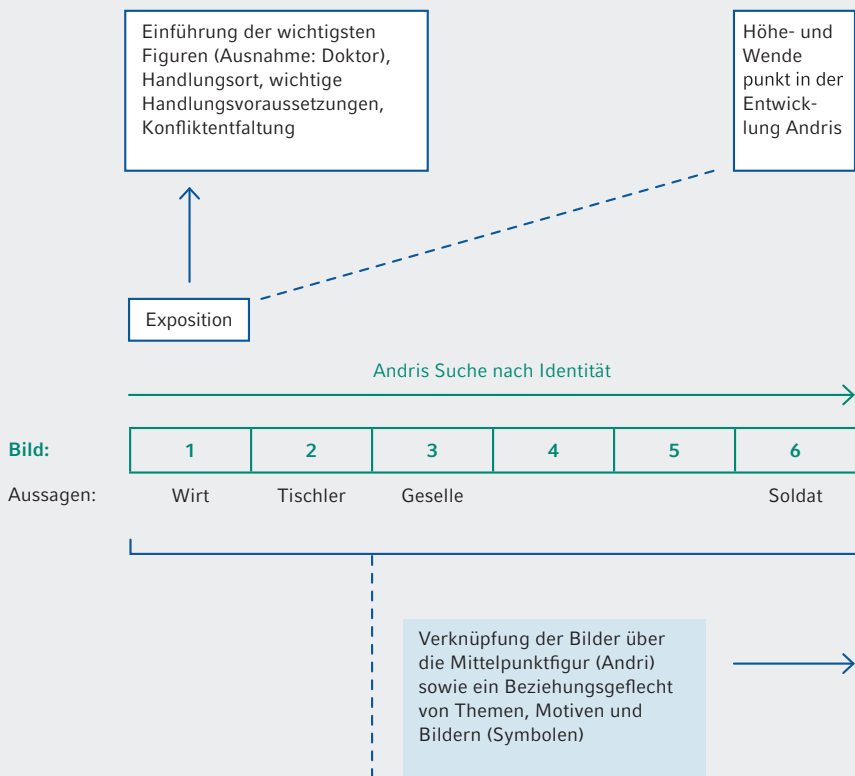 Einführung der wichtigsten
Figuren (Ausnahme: Doktor),
Handlungsort, wichtige
Handlungsvoraussetzungen,
Konfliktentfaltung
Höhe- und
Wende
punkt in der
Entwick-
lung Andris
Exposition
Andris Suche nach Identität
Bild: 1 2 3 4 5 6
Aussagen: Wirt Tischler Geselle Soldat
Verknüpfung der Bilder über
die Mittelpunktfigur (Andri)
sowie ein Beziehungsgeflecht
von Themen, Motiven und
Bildern (Symbolen)